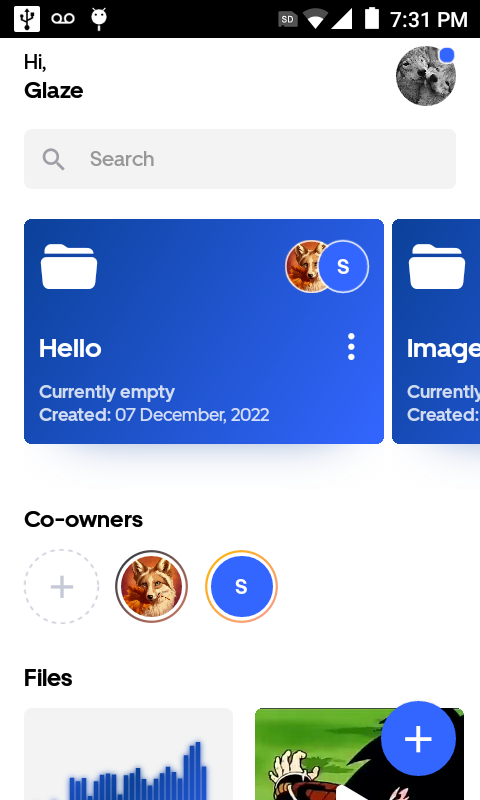 SD
7:31 PM
Hi,
Glaze
Search
S
Hello
Currently empty
Created: 07 December, 2022
Image
Currently
Created:
Co-owners
S
Files